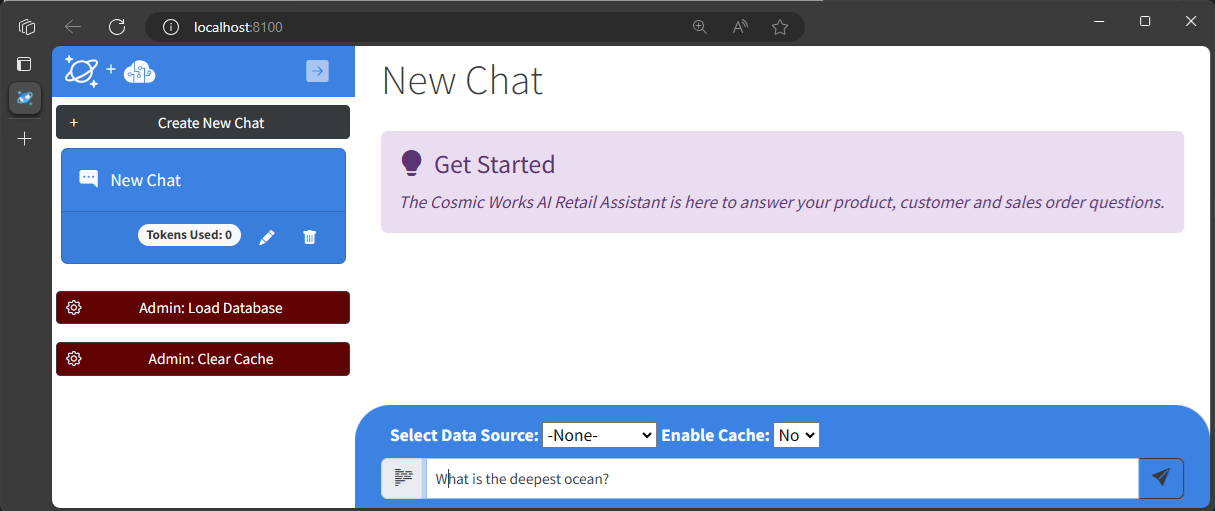 localhost:8100
+
+ Create New Chat
New Chat
Tokens Used: 0
Admin: Load Database
Admin: Clear Cache
New Chat
Get Started
The Cosmic Works AI Retail Assistant is here to answer your product, customer and sales order questions.
Select Data Source: -None- Enable Cache: No
What is the deepest ocean?